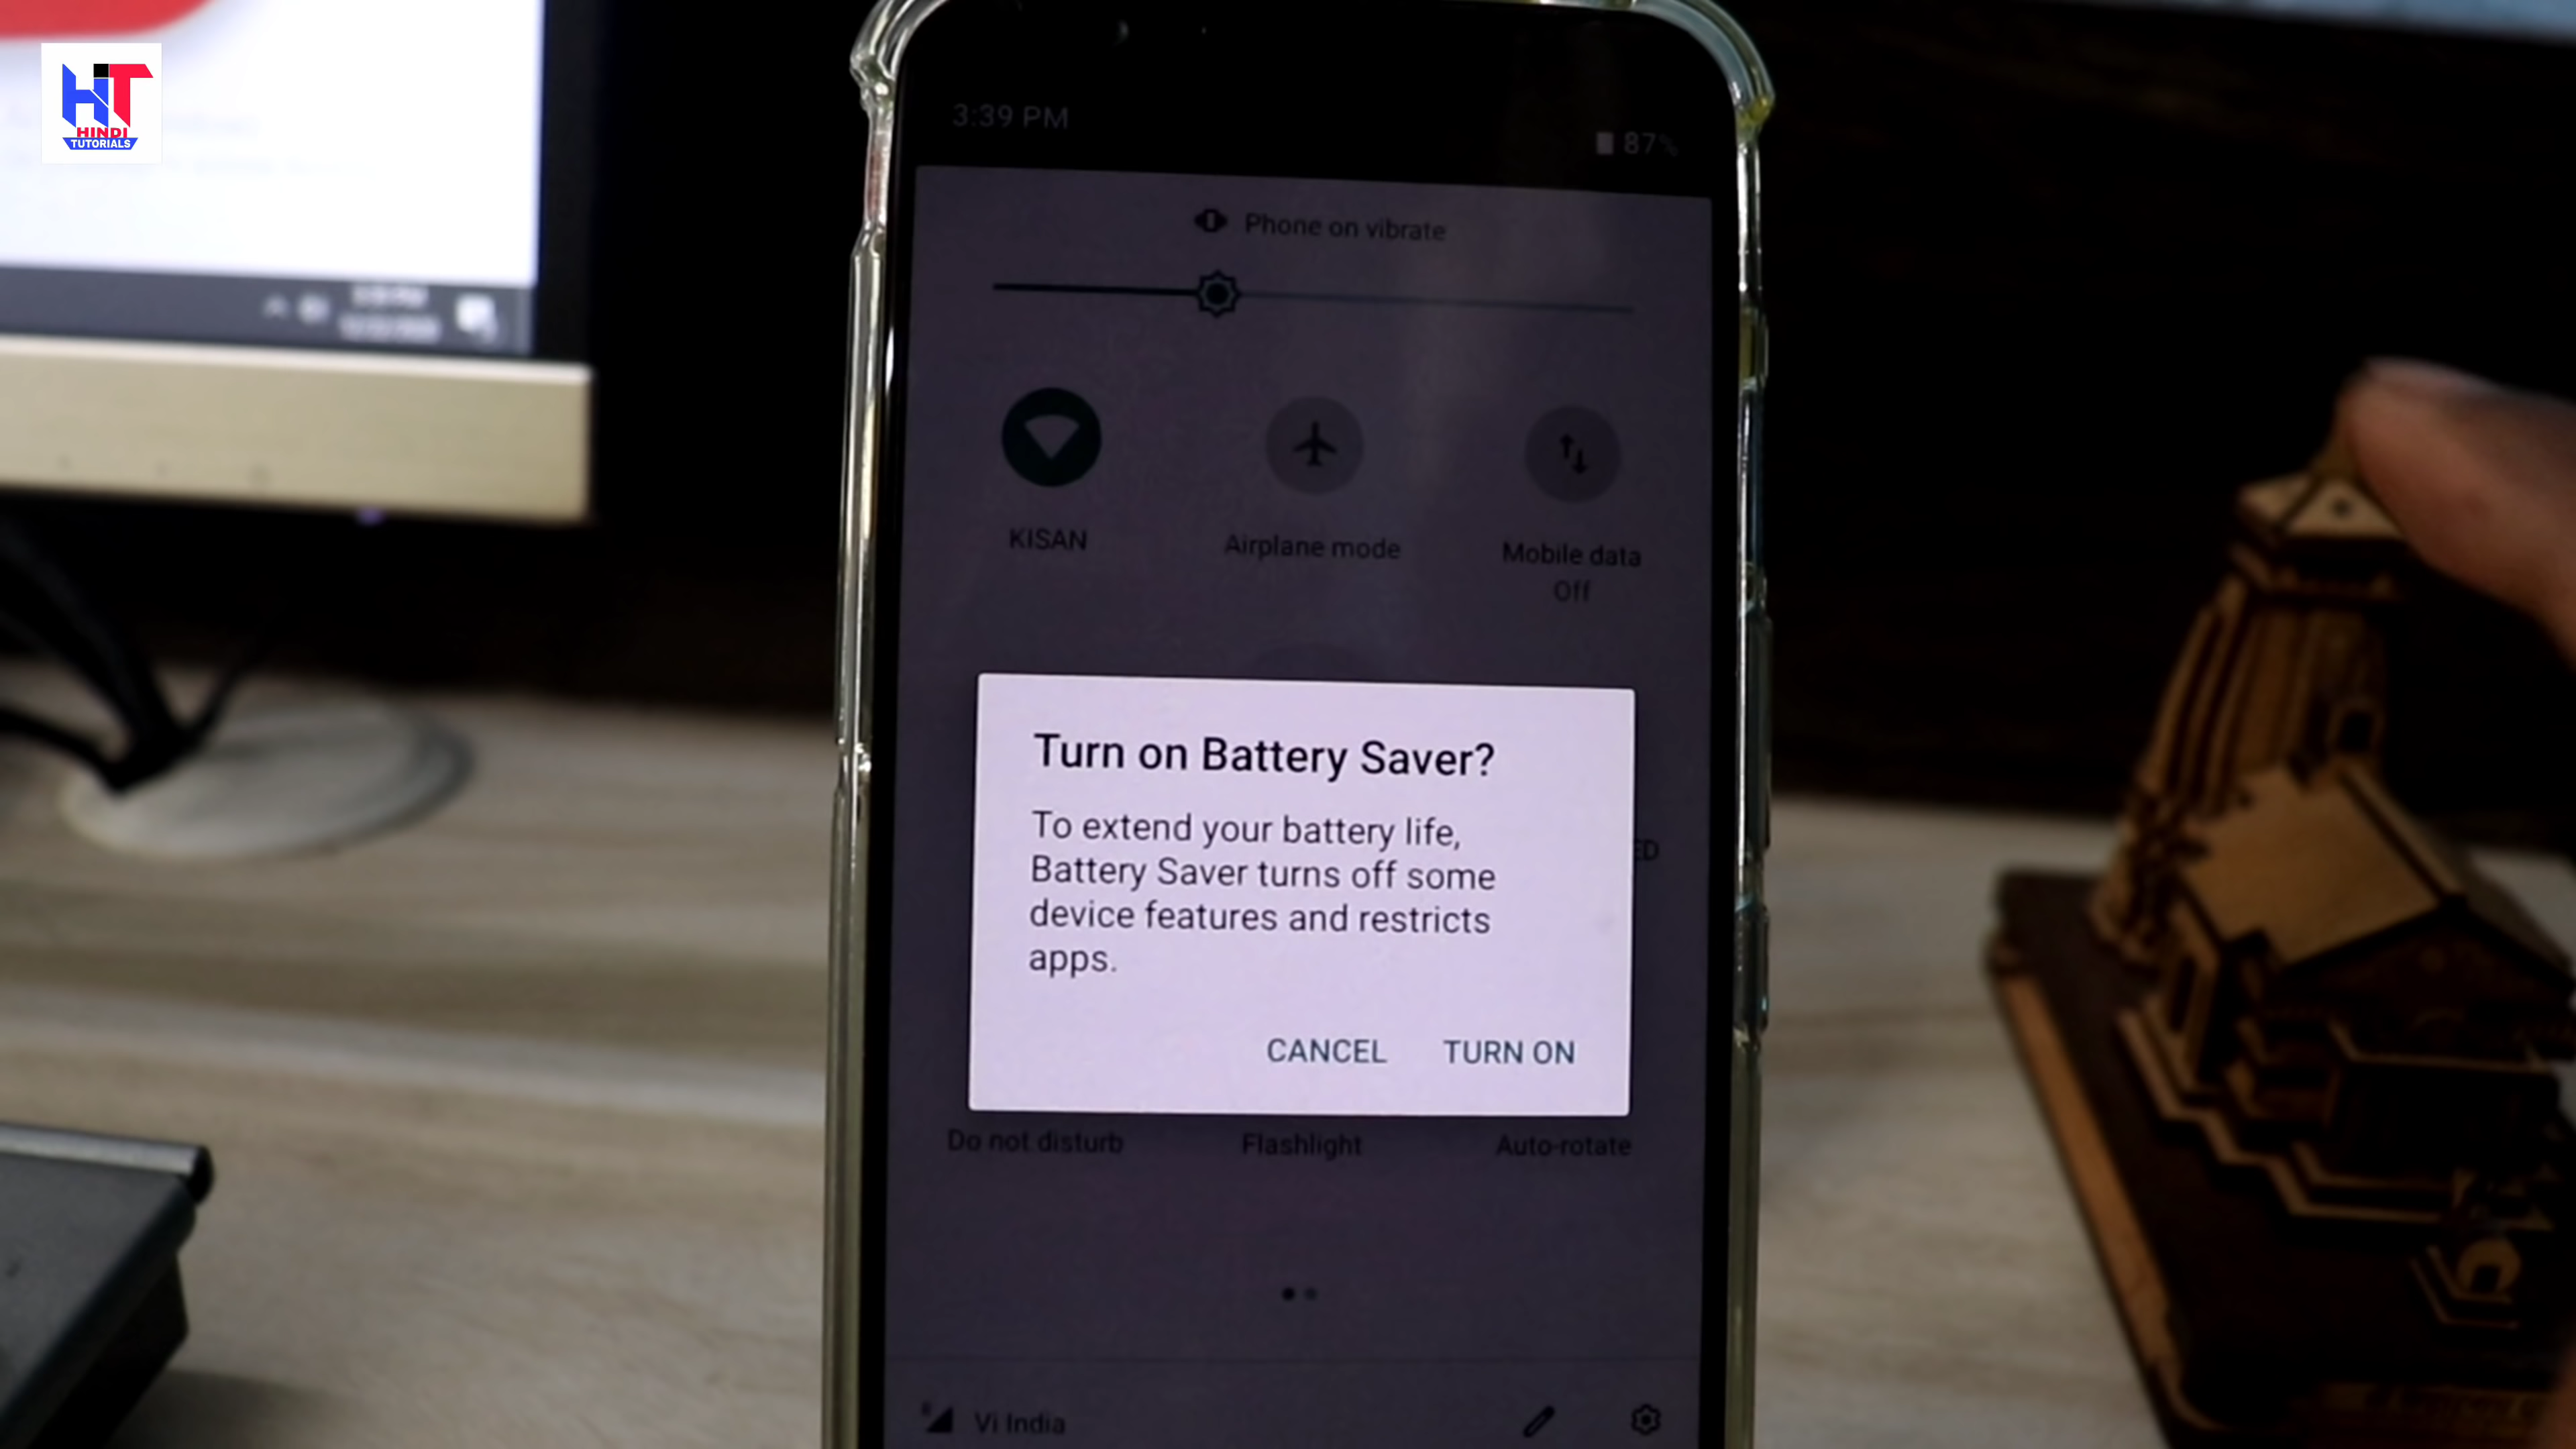 HiT
HINDI
TUTORIALS
3:39 PM
87%
Phone on vibrate
KISAN
Airplane mode
Mobile data
Off
Turn on Battery Saver?
To extend your battery life,
Battery Saver turns off some
device features and restricts
apps.
ED
CANCEL
TURN ON
Do not disturb
Flashlight
Auto-rotate
Vi India